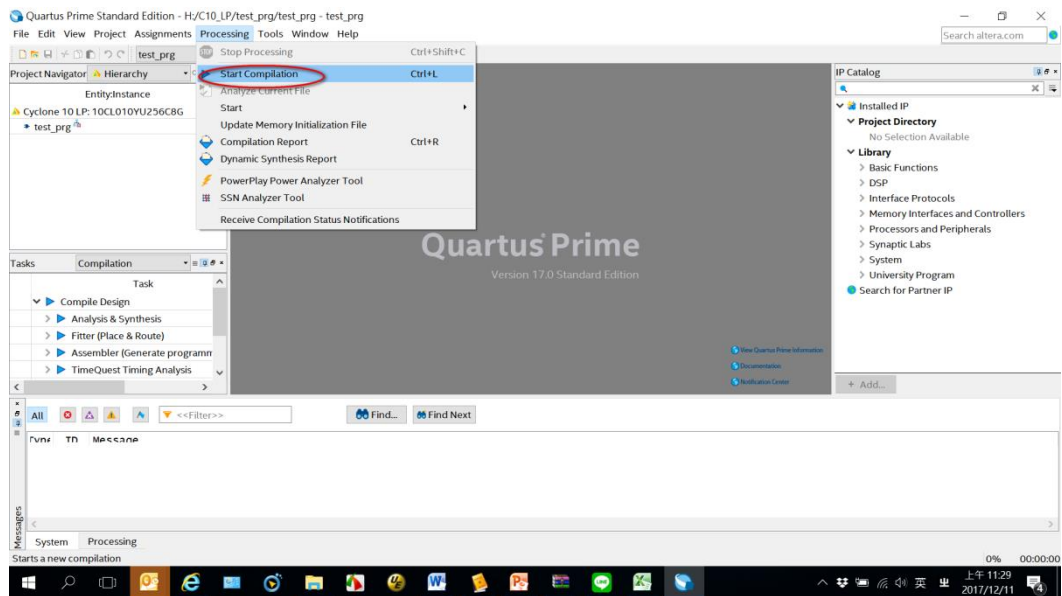 Quartus Prime Standard Edition - H:/C10_LP/test_prg/test_prg - test_prg
File Edit View Project Assignments Processing Tools Window Help
Search altera.com
test_prg
Stop Processing Ctrl+Shift+C
Start Compilation Ctrl+L
Analyze Current File
Start
Update Memory Initialization File
Compilation Report Ctrl+R
Dynamic Synthesis Report
PowerPlay Power Analyzer Tool
SSN Analyzer Tool
Receive Compilation Status Notifications
Project Navigator Hierarchy
Entity:Instance
Cyclone 10 LP: 10CL010YU256C8G
test_prg
Tasks Compilation
Task
Compile Design
Analysis & Synthesis
Fitter (Place & Route)
Assembler (Generate programm
TimeQuest Timing Analysis
Quartus Prime
Version 17.0 Standard Edition
View Quartus Prime Information
Documentation
Notification Center
IP Catalog
Installed IP
Project Directory
No Selection Available
Library
Basic Functions
DSP
Interface Protocols
Memory Interfaces and Controllers
Processors and Peripherals
Synaptic Labs
System
University Program
Search for Partner IP
+ Add...
All <<Filter>> Find... Find Next
Type ID Message
Messages
System Processing
Starts a new compilation 0% 00:00:00
英 上午 11:29
2017/12/11
4